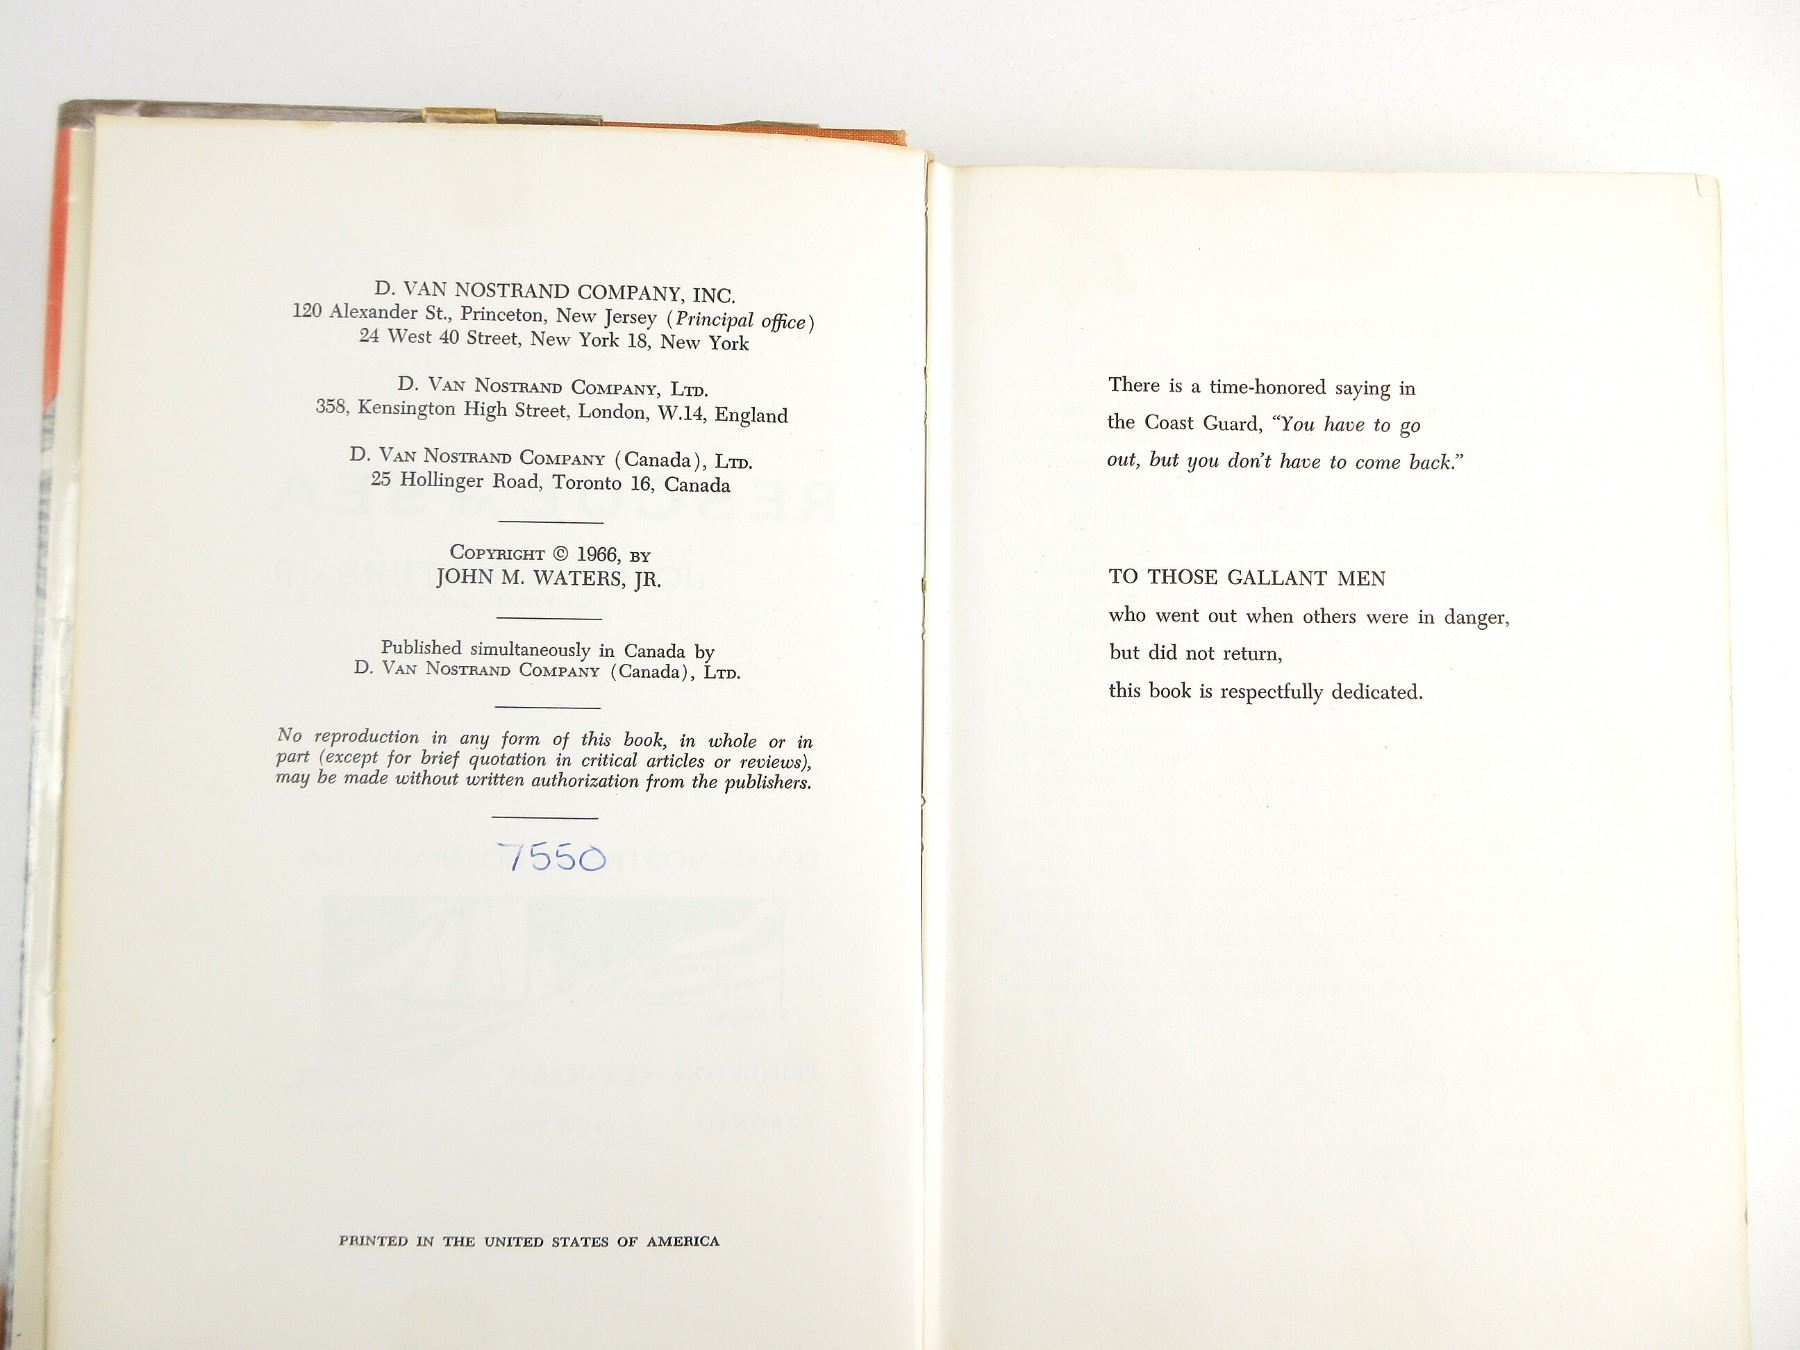 D. VAN NOSTRAND COMPANY, INC.
120 Alexander St., Princeton, New Jersey (Principal office)
24 West 40 Street, New York 18, New York
D. VAN NOSTRAND COMPANY, LTD.
358, Kensington High Street, London, W.14, England
D. VAN NOSTRAND COMPANY (Canada), LTD.
25 Hollinger Road, Toronto 16, Canada
COPYRIGHT © 1966, BY
JOHN M. WATERS, JR.
Published simultaneously in Canada by
D. VAN NOSTRAND COMPANY (Canada), LTD.
No reproduction in any form of this book, in whole or in
part (except for brief quotation in critical articles or reviews),
may be made without written authorization from the publishers.
7550
PRINTED IN THE UNITED STATES OF AMERICA
There is a time-honored saying in
the Coast Guard, “You have to go
out, but you don’t have to come back.”
TO THOSE GALLANT MEN
who went out when others were in danger,
but did not return,
this book is respectfully dedicated.